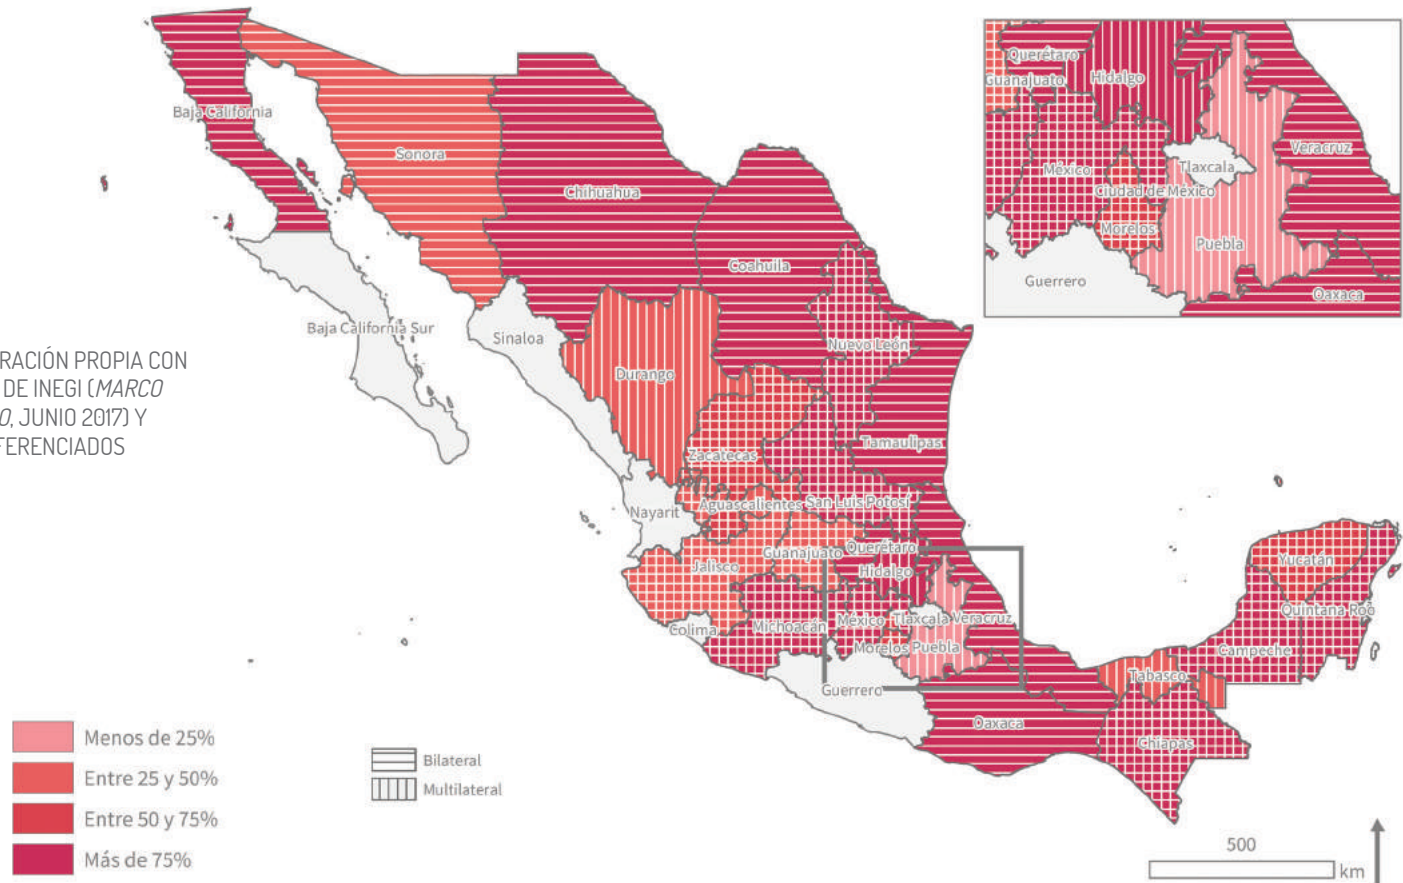 Baja California
Sonora
Chihuahua
Coahuila
Baja California Sur
Sinaloa
Durango
Nuevo León
Tamaulipas
Zacatecas
Nayarit
Aguascalientes
San Luis Potosí
Guanajuato
Querétaro
Hidalgo
Jalisco
Colima
Michoacán
México
Tlaxcala
Veracruz
Morelos
Puebla
Guerrero
Oaxaca
Tabasco
Chiapas
Campeche
Yucatán
Quintana Roo
Querétaro
Guanajuato
Hidalgo
Veracruz
México
Tlaxcala
Ciudad de México
Morelos
Puebla
Guerrero
Oaxaca
RACIÓN PROPIA CON
DE INEGI (MARCO
O, JUNIO 2017) Y
FERENCIADOS
Menos de 25%
Entre 25 y 50%
Entre 50 y 75%
Más de 75%
Bilateral
Multilateral
500
km